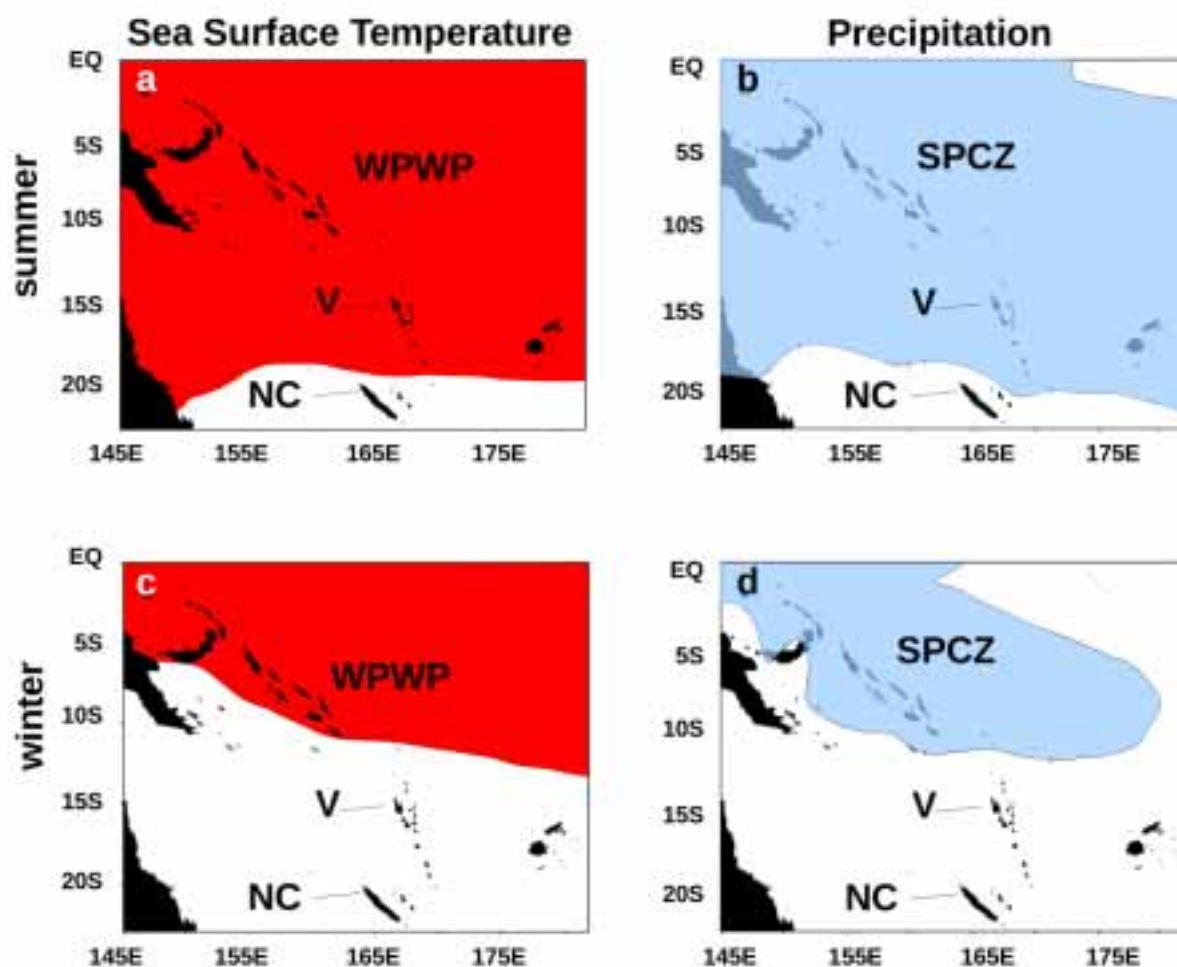 Sea Surface Temperature
Precipitation
summer
a
EQ
5S
10S
15S
20S
WPWP
V
NC
145E 155E 165E 175E
b
EQ
5S
10S
15S
20S
SPCZ
V
NC
145E 155E 165E 175E
winter
c
EQ
5S
10S
15S
20S
WPWP
V
NC
145E 155E 165E 175E
d
EQ
5S
10S
15S
20S
SPCZ
V
NC
145E 155E 165E 175E